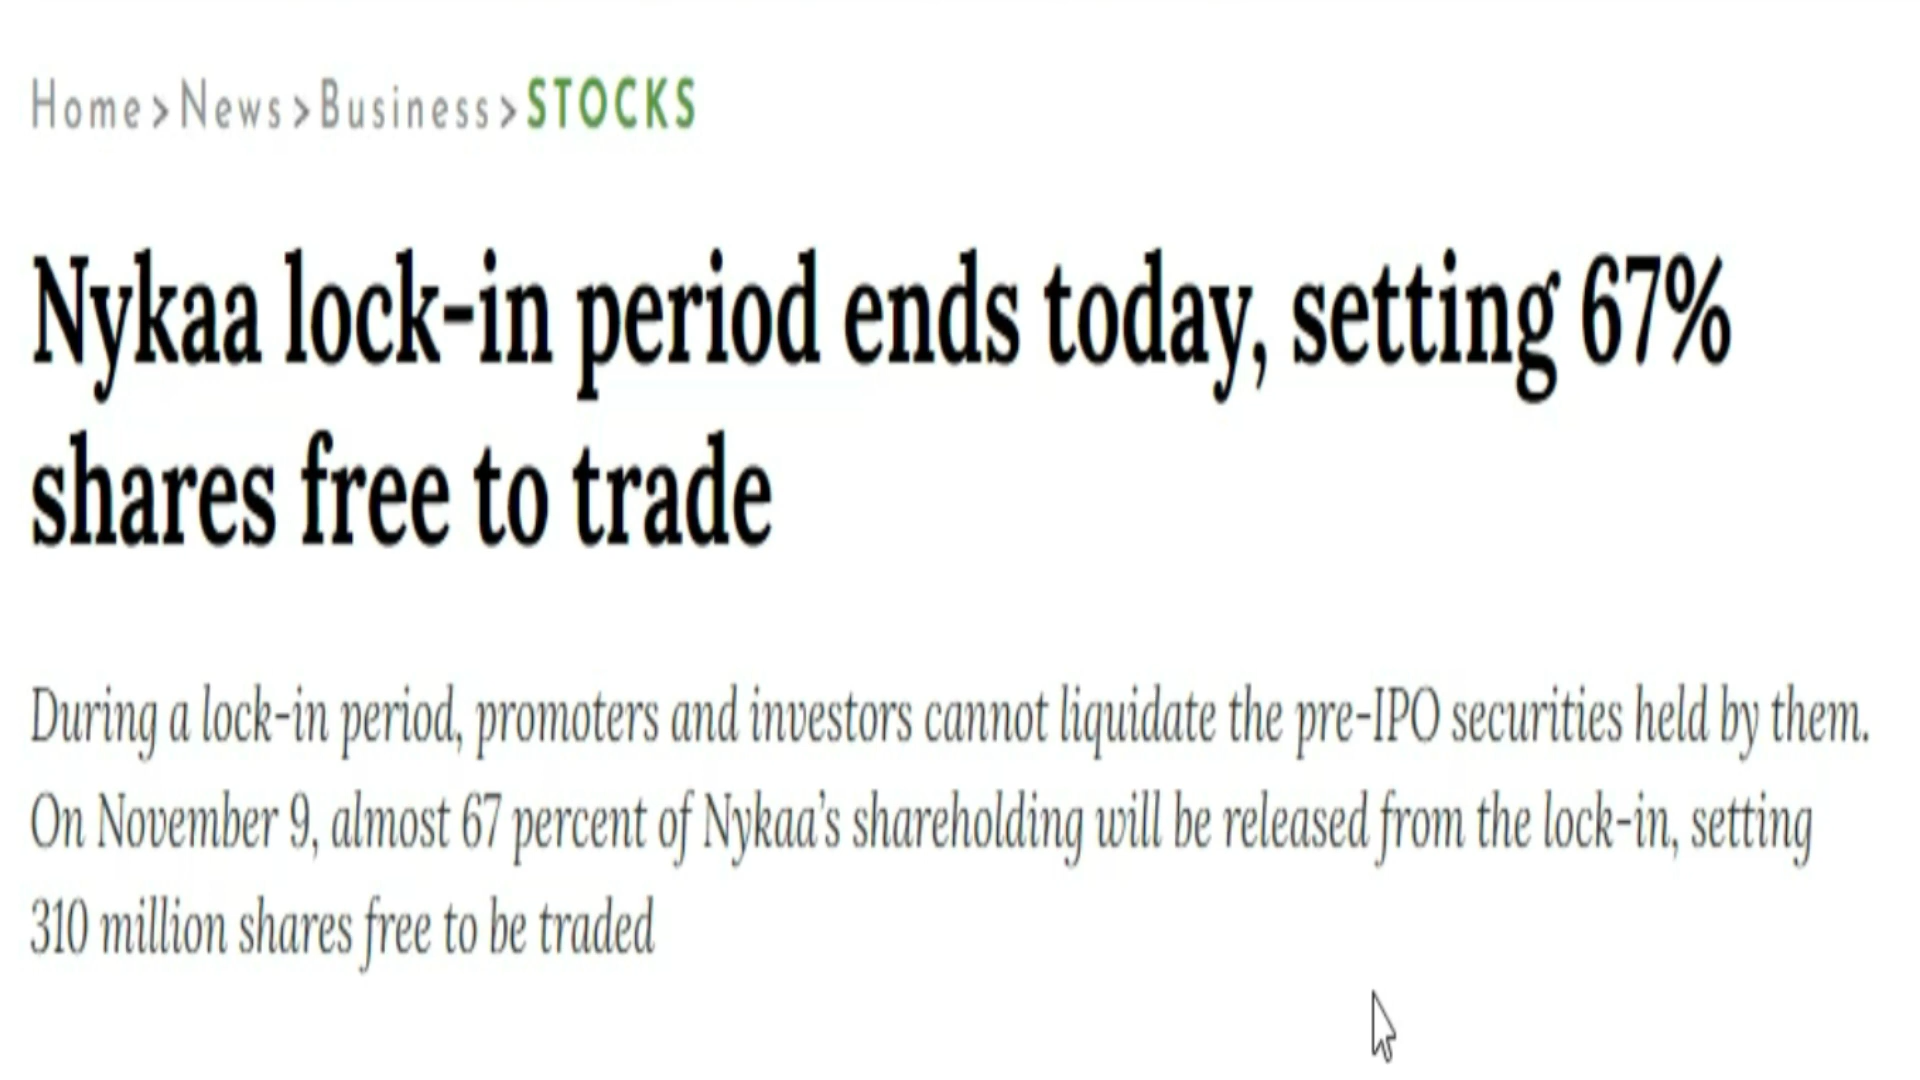 Home > News > Business > STOCKS
Nykaa lock-in period ends today, setting 67%
shares free to trade
During a lock-in period, promoters and investors cannot liquidate the pre-IPO securities held by them.
On November 9, almost 67 percent of Nykaa's shareholding will be released from the lock-in, setting
310 million shares free to be traded